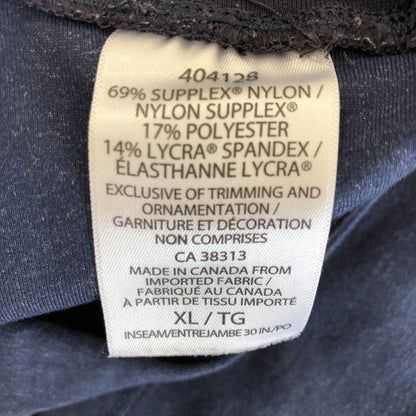 404128
69% SUPPLEX® NYLON /
NYLON SUPPLEX®
17% POLYESTER
14% LYCRA® SPANDEX /
ÉLASTHANNE LYCRA®
EXCLUSIVE OF TRIMMING AND
ORNAMENTATION /
GARNITURE ET DÉCORATION
NON COMPRISES
CA 38313
MADE IN CANADA FROM
IMPORTED FABRIC /
FABRIQUÉ AU CANADA
À PARTIR DE TISSU IMPORTÉ
XL / TG
INSEAM/ENTREJAMBE 30 IN/PO